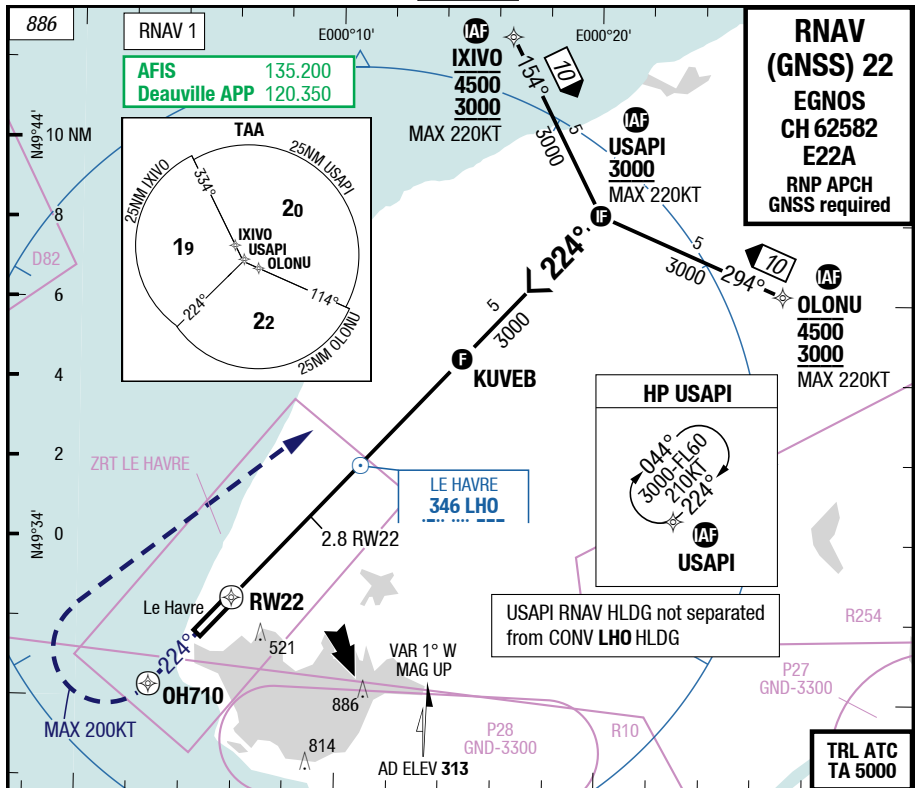 886
RNAV 1
AFIS 135.200
Deauville APP 120.350
E000°10'
E000°20'
RNAV
(GNSS) 22
EGNOS
CH 62582
E22A
RNP APCH
GNSS required
IAF
IXIVO
4500
3000
MAX 220KT
154°
10
5
3000
IAF
USAPI
3000
MAX 220KT
IF
5
3000
294°
10
IAF
OLONU
4500
3000
MAX 220KT
N49°44'
10 NM
8
6
4
2
0
N49°34'
D82
TAA
25NM IXIVO
25NM USAPI
25NM OLONU
334°
20
19
22
IXIVO
USAPI
OLONU
224°
114°
224°
5
3000
F
KUVEB
HP USAPI
044°
3000-FL60
210KT
224°
IAF
USAPI
ZRT LE HAVRE
LE HAVRE
346 LHO
2.8 RW22
Le Havre
RW22
USAPI RNAV HLDG not separated
from CONV LHO HLDG
R254
224°
521
VAR 1° W
MAG UP
OH710
886
P27
GND-3300
MAX 200KT
P28
GND-3300
R10
814
AD ELEV 313
TRL ATC
TA 5000